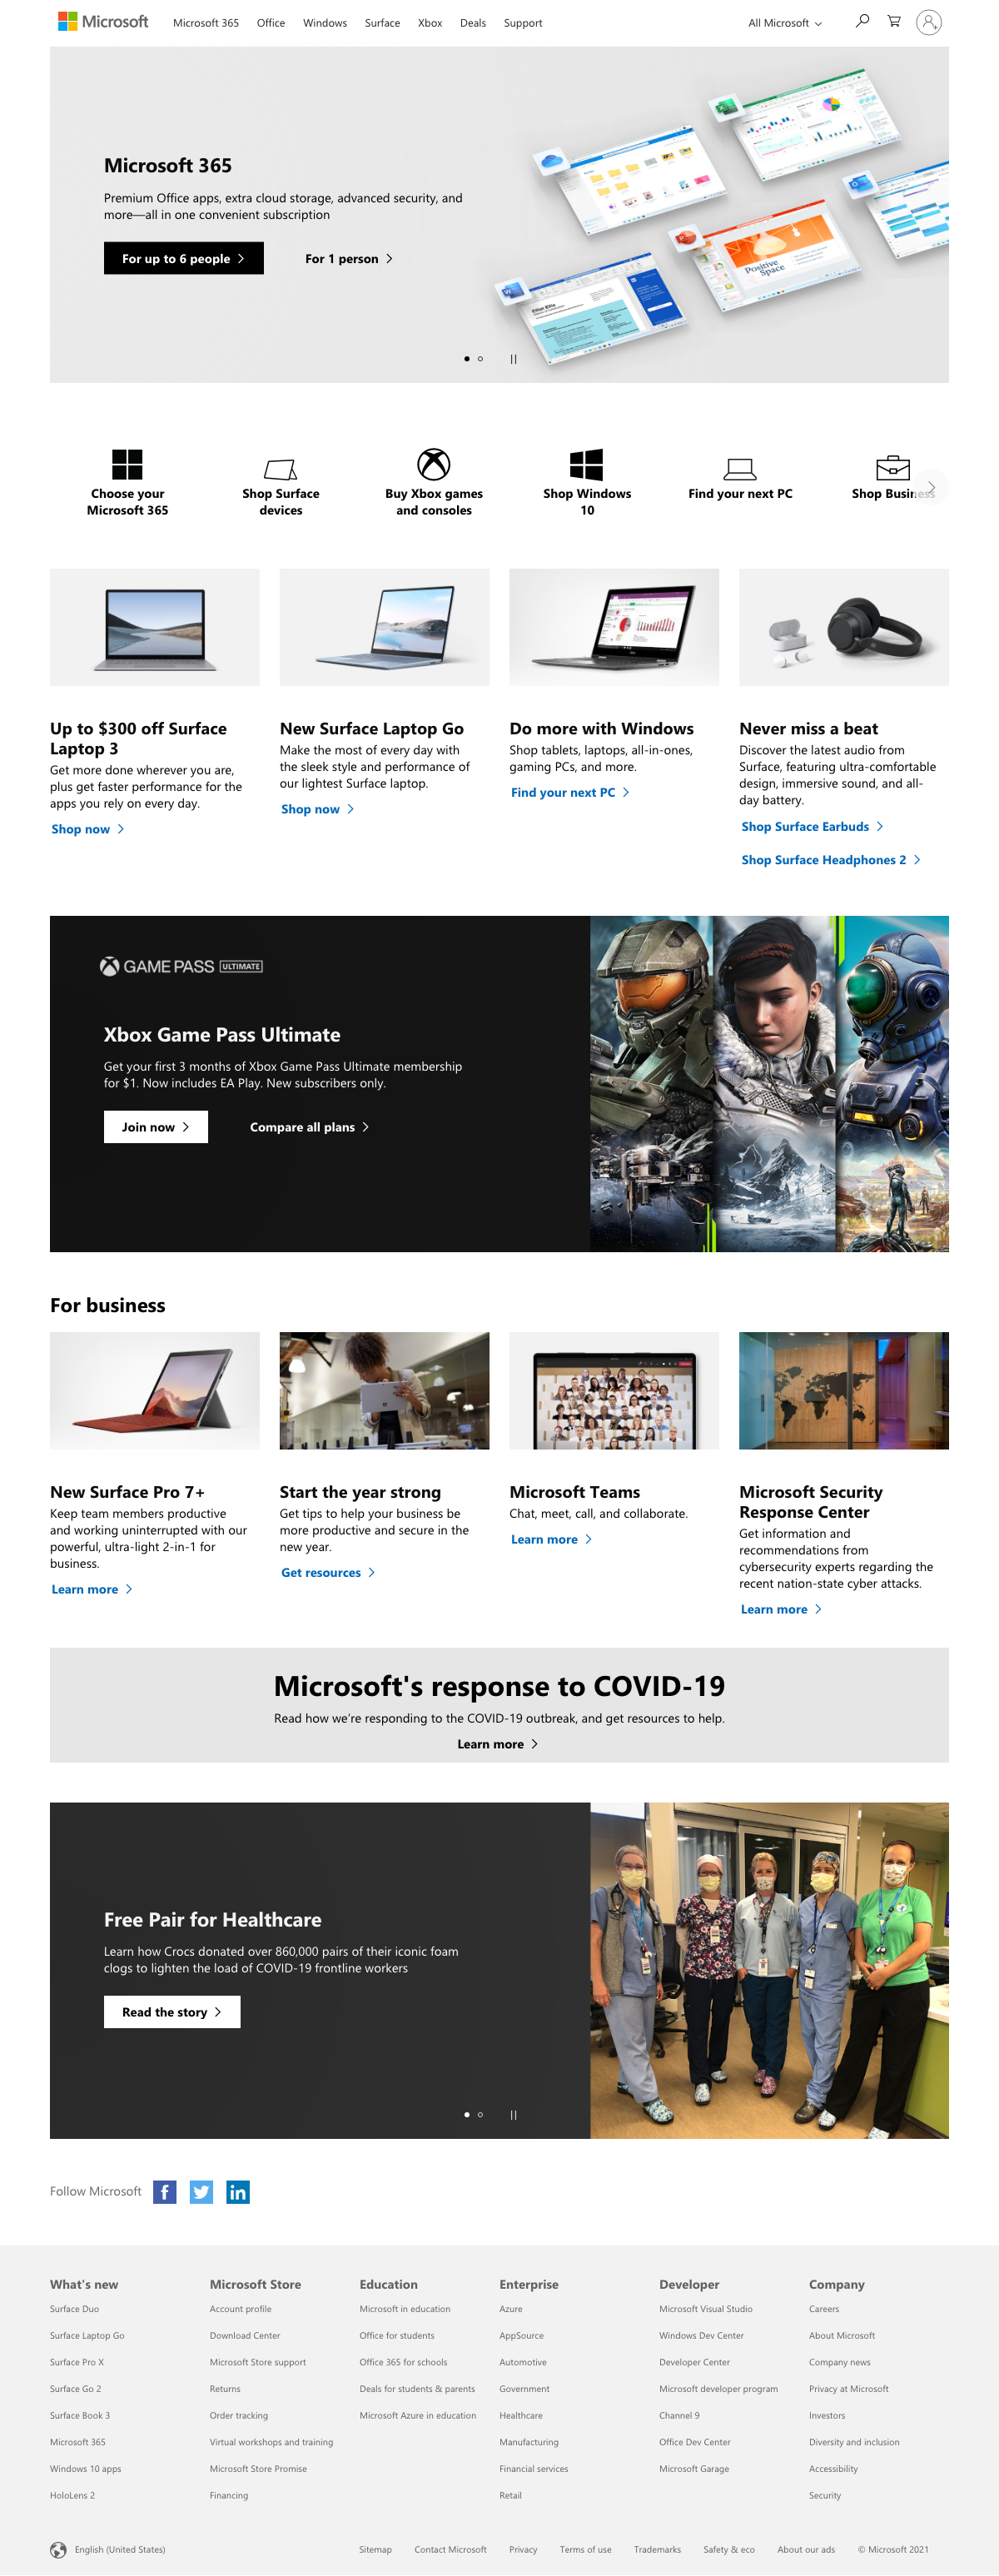 Microsoft
Microsoft 365
Office
Windows
Surface
Xbox
Deals
Support
All Microsoft
Microsoft 365
Premium Office apps, extra cloud storage, advanced security, and
more—all in one convenient subscription
For up to 6 people
For 1 person
Positive
Space
Choose your
Microsoft 365
Shop Surface
devices
Buy Xbox games
and consoles
Shop Windows
10
Find your next PC
Shop Business
Up to $300 off Surface
Laptop 3
Get more done wherever you are,
plus get faster performance for the
apps you rely on every day.
Shop now
New Surface Laptop Go
Make the most of every day with
the sleek style and performance of
our lightest Surface laptop.
Shop now
Do more with Windows
Shop tablets, laptops, all-in-ones,
gaming PCs, and more.
Find your next PC
Never miss a beat
Discover the latest audio from
Surface, featuring ultra-comfortable
design, immersive sound, and all-
day battery.
Shop Surface Earbuds
Shop Surface Headphones 2
GAME PASS ULTIMATE
Xbox Game Pass Ultimate
Get your first 3 months of Xbox Game Pass Ultimate membership
for $1. Now includes EA Play. New subscribers only.
Join now
Compare all plans
For business
New Surface Pro 7+
Keep team members productive
and working uninterrupted with our
powerful, ultra-light 2-in-1 for
business.
Learn more
Start the year strong
Get tips to help your business be
more productive and secure in the
new year.
Get resources
Microsoft Teams
Chat, meet, call, and collaborate.
Learn more
Microsoft Security
Response Center
Get information and
recommendations from
cybersecurity experts regarding the
recent nation-state cyber attacks.
Learn more
Microsoft's response to COVID-19
Read how we’re responding to the COVID-19 outbreak, and get resources to help.
Learn more
Free Pair for Healthcare
Learn how Crocs donated over 860,000 pairs of their iconic foam
clogs to lighten the load of COVID-19 frontline workers
Read the story
Follow Microsoft
What's new
Surface Duo
Surface Laptop Go
Surface Pro X
Surface Go 2
Surface Book 3
Microsoft 365
Windows 10 apps
HoloLens 2
Microsoft Store
Account profile
Download Center
Microsoft Store support
Returns
Order tracking
Virtual workshops and training
Microsoft Store Promise
Financing
Education
Microsoft in education
Office for students
Office 365 for schools
Deals for students & parents
Microsoft Azure in education
Enterprise
Azure
AppSource
Automotive
Government
Healthcare
Manufacturing
Financial services
Retail
Developer
Microsoft Visual Studio
Windows Dev Center
Developer Center
Microsoft developer program
Channel 9
Office Dev Center
Microsoft Garage
Company
Careers
About Microsoft
Company news
Privacy at Microsoft
Investors
Diversity and inclusion
Accessibility
Security
English (United States)
Sitemap
Contact Microsoft
Privacy
Terms of use
Trademarks
Safety & eco
About our ads
© Microsoft 2021